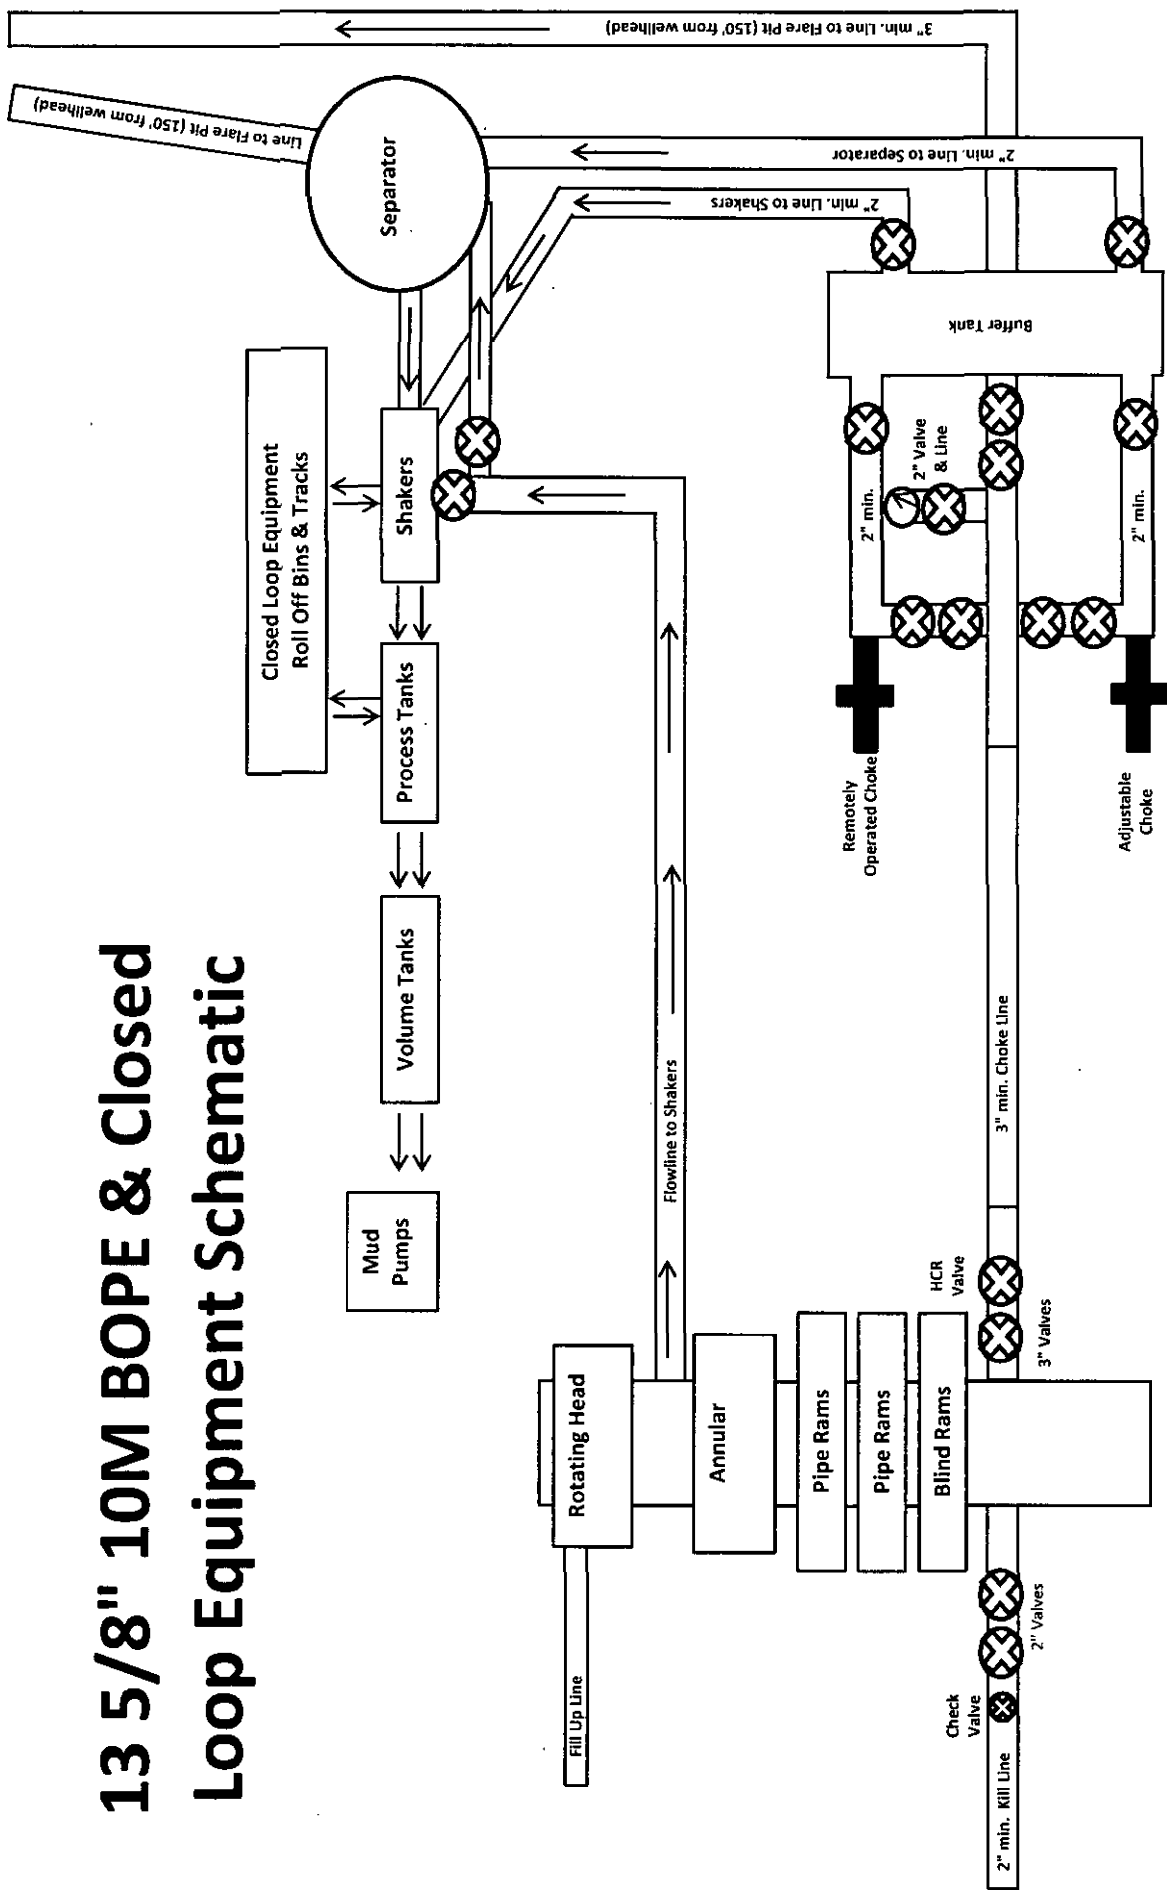 13 5/8" 10M BOPE & Closed
Loop Equipment Schematic
Closed Loop Equipment
Roll Off Bins & Tracks
Mud
Pumps
Volume Tanks
Process Tanks
Shakers
Separator
Line to Flare Pit (150' from wellhead)
3" min. Line to Flare Pit (150' from wellhead)
2" min. Line to Separator
2" min. Line to Shakers
Fill Up Line
Rotating Head
Flowline to Shakers
Annular
Pipe Rams
Pipe Rams
Blind Rams
Check
Valve
2" min. Kill Line
2" Valves
HCR
Valve
3" Valves
3" min. Choke Line
Remotely
Operated Choke
Adjustable
Choke
2" min.
2" Valve
& Line
2" min.
Buffer Tank